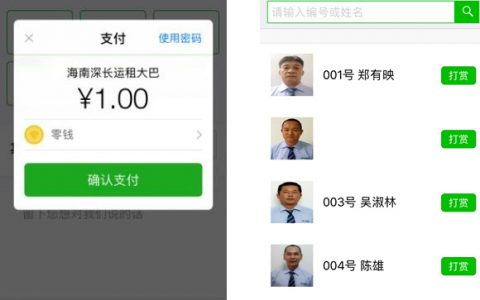 支付
使用密码
海南深长运租大巴
¥1.00
零钱
确认支付
留下您想对我们说的话
请输入编号或姓名
001号 郑有映
打赏
打赏
003号 吴淑林
打赏
004号 陈雄
打赏